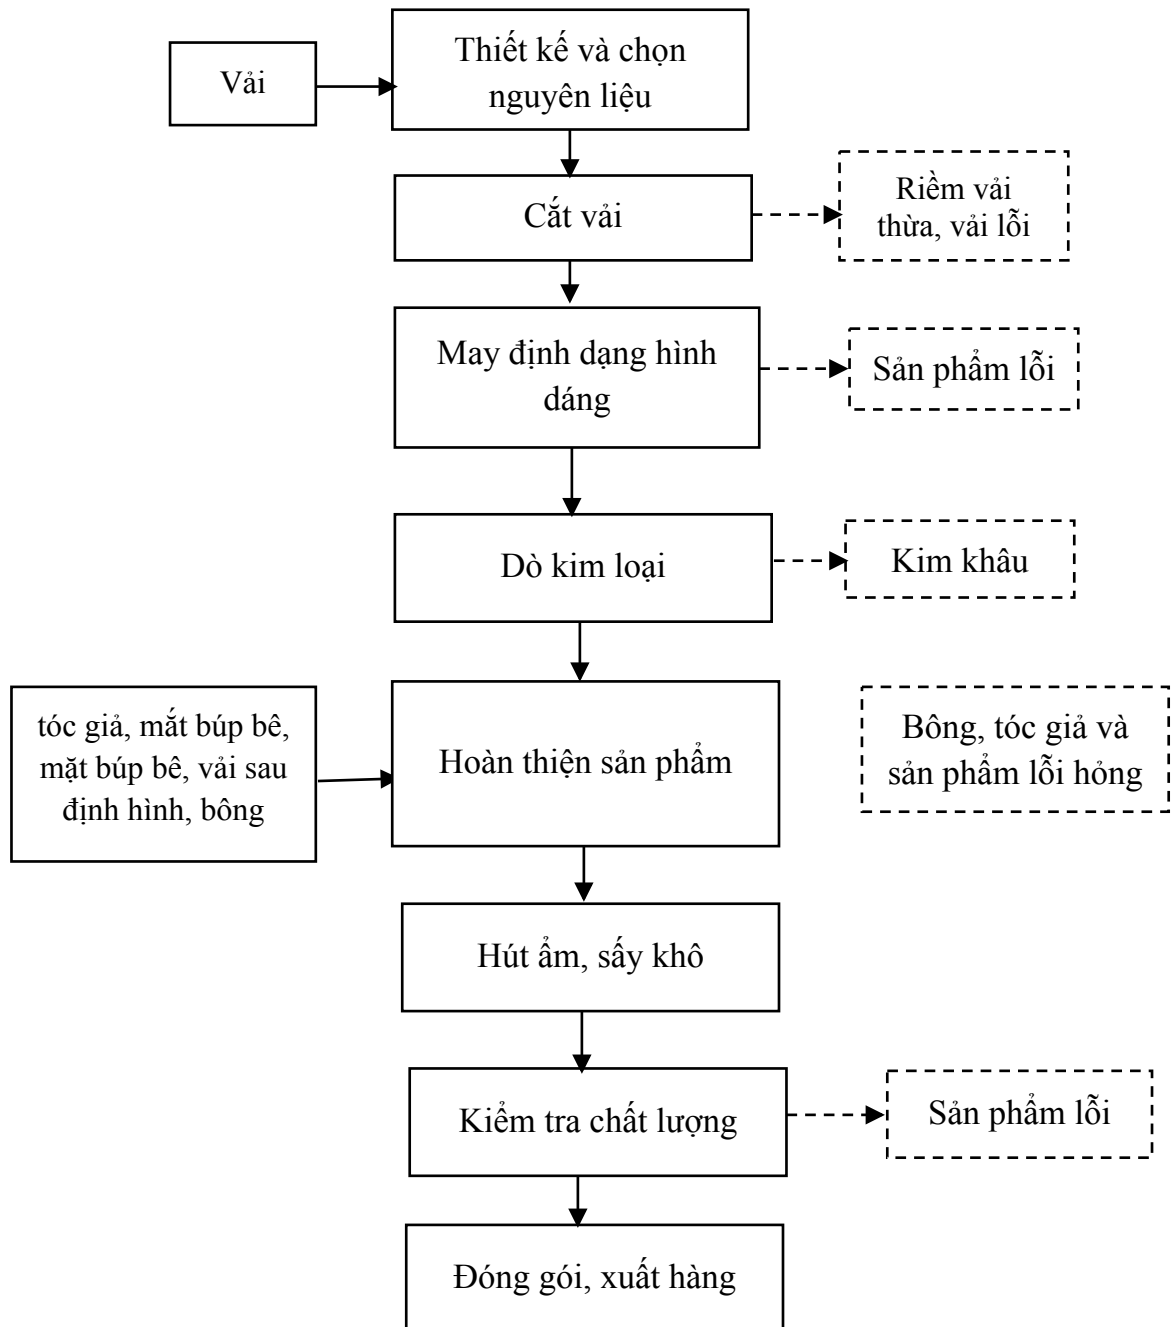 Thiết kế và chọn
nguyên liệu
Vải
Cắt vải
Riềm vải
thừa, vải lỗi
May định dạng hình
dáng
Sản phẩm lỗi
Dò kim loại
Kim khâu
tóc giả, mắt búp bê,
mặt búp bê, vải sau
định hình, bông
Hoàn thiện sản phẩm
Bông, tóc giả và
sản phẩm lỗi hỏng
Hút ẩm, sấy khô
Kiểm tra chất lượng
Sản phẩm lỗi
Đóng gói, xuất hàng